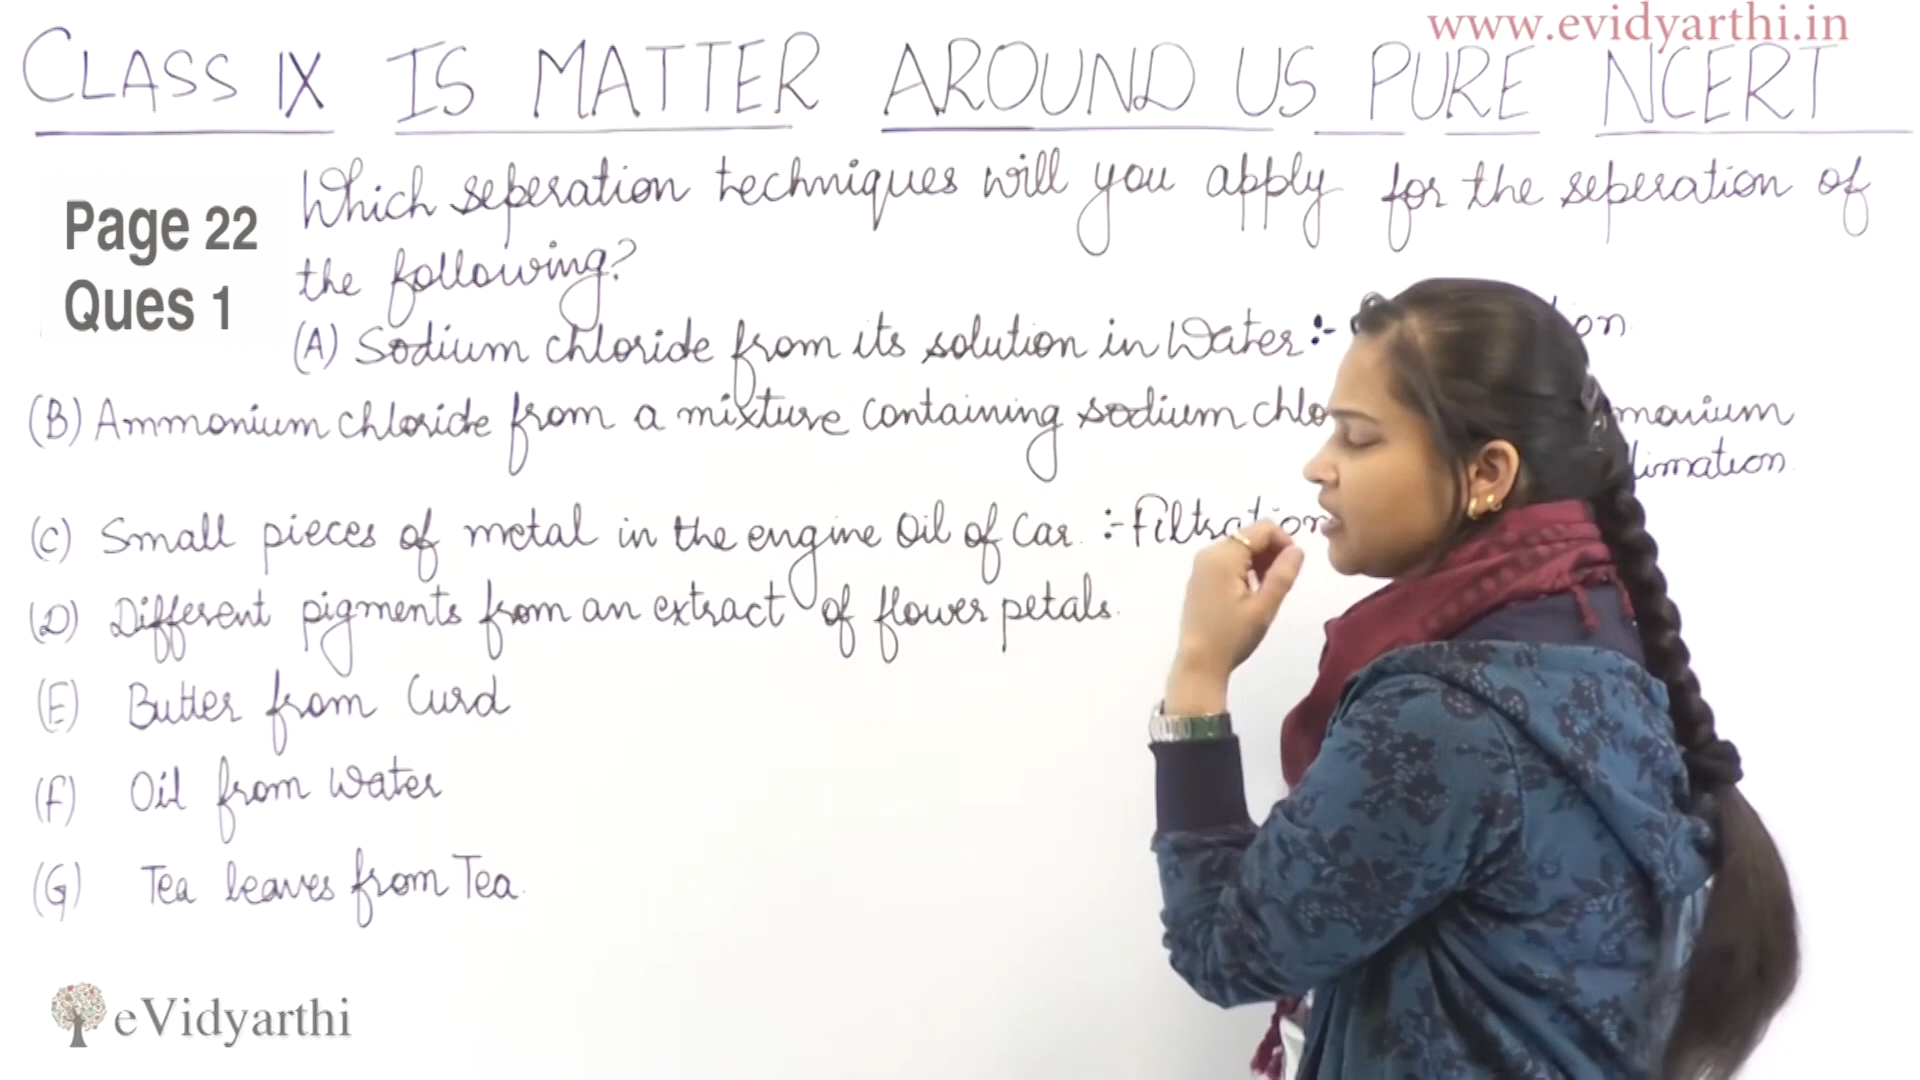 www.evidyarthi.in
CLASS IX IS MATTER AROUND US PURE NCERT
Page 22
Ques 1
Which seperation techniques will you apply for the seperation of
the following?
(A) Sodium chloride from its solution in Water :-
(B) Ammonium chloride from a mixture containing sodium
(C) Small pieces of metal in the engine Oil of Car. :- Filtration
(D) Different pigments from an extract of flower petals.
(E) Butter from Curd
(F) Oil from Water
(G) Tea leaves from Tea.
eVidyarthi